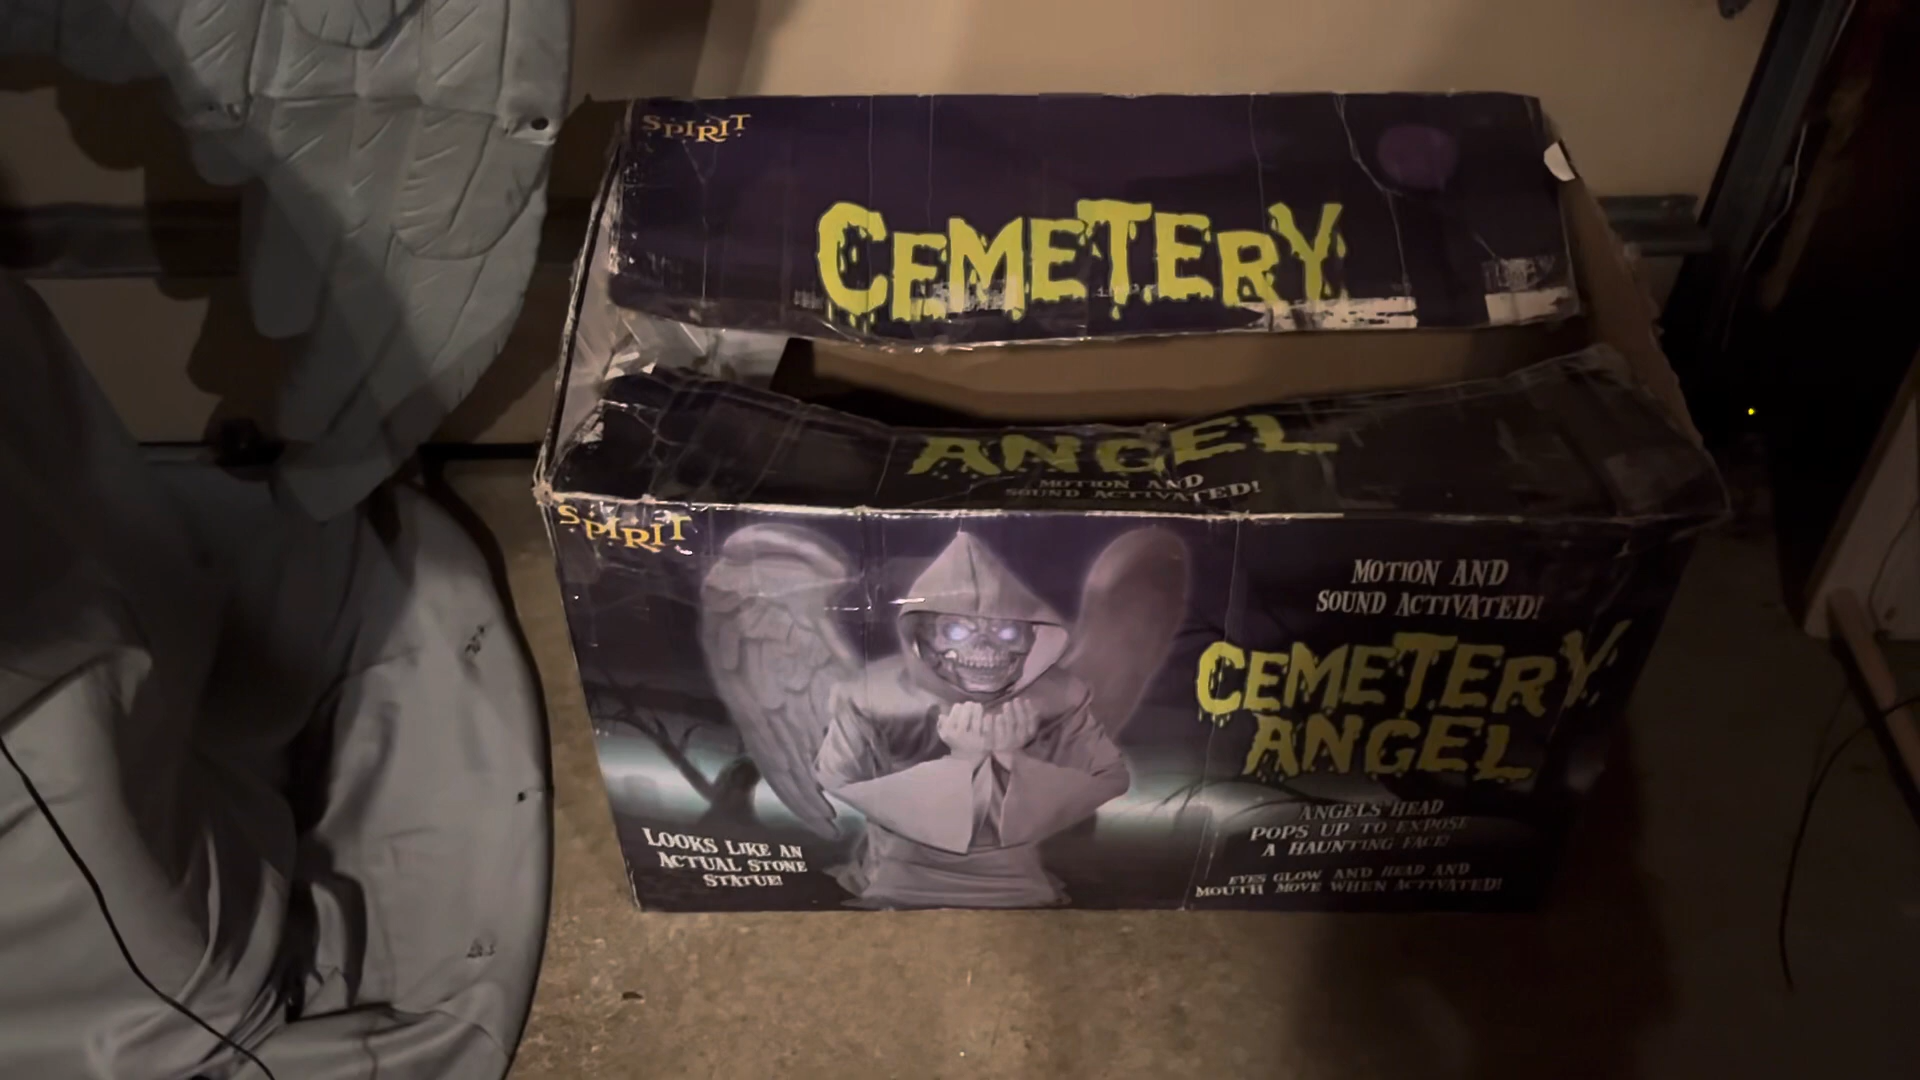 SPIRIT
CEMETERY
ANGEL
MOTION AND
SOUND ACTIVATED!
SPIRIT
MOTION AND
SOUND ACTIVATED!
CEMETERY
ANGEL
ANGELS HEAD
POPS UP TO EXPOSE
A HAUNTING FACE!
EYES GLOW AND HEAD AND
MOUTH MOVE WHEN ACTIVATED!
LOOKS LIKE AN
ACTUAL STONE
STATUE!